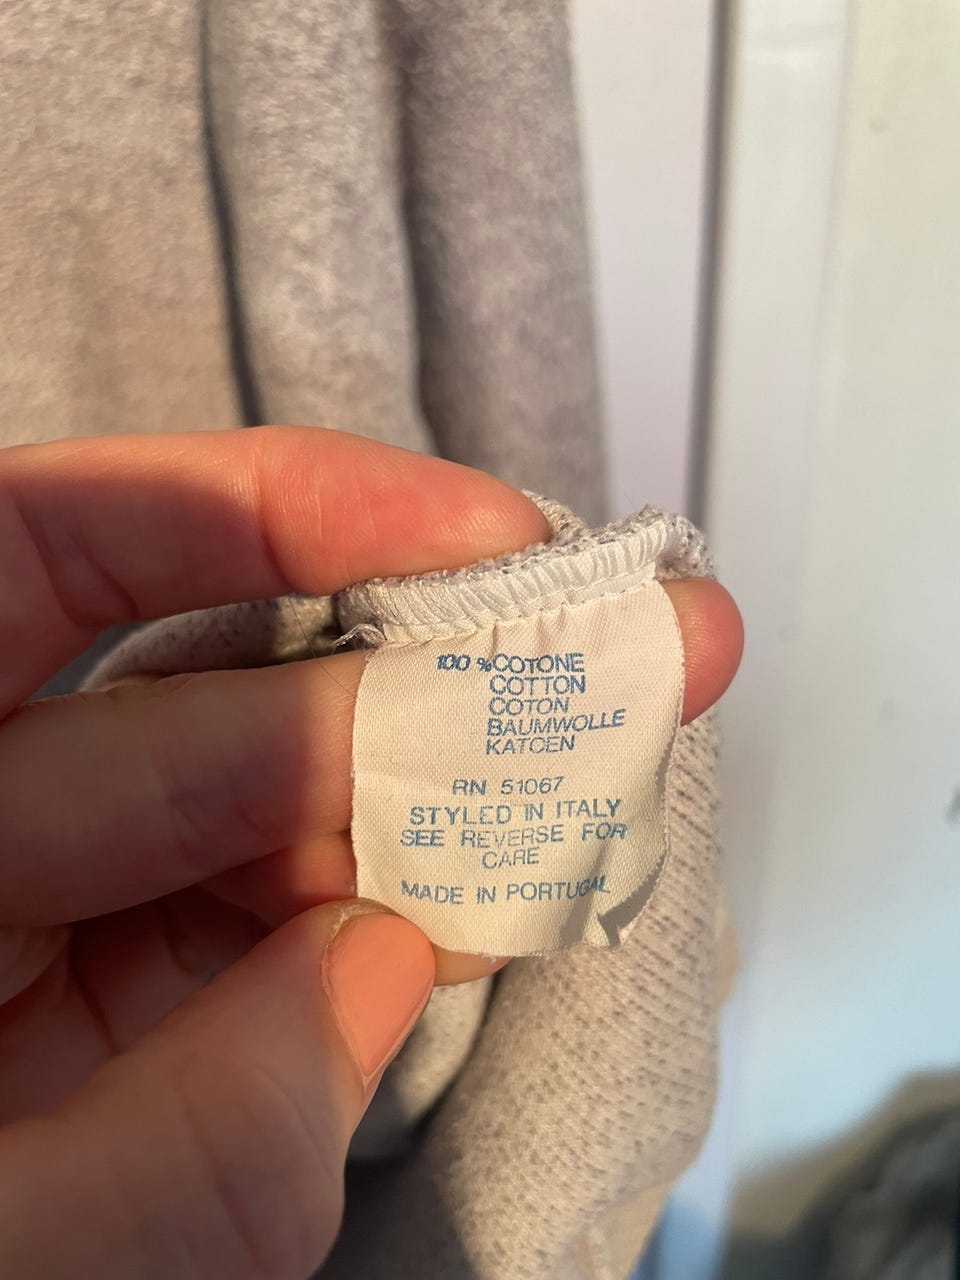 100 % COTONE
COTTON
COTON
BAUMWOLLE
KATOEN
RN 51067
STYLED IN ITALY
SEE REVERSE FOR
CARE
MADE IN PORTUGAL